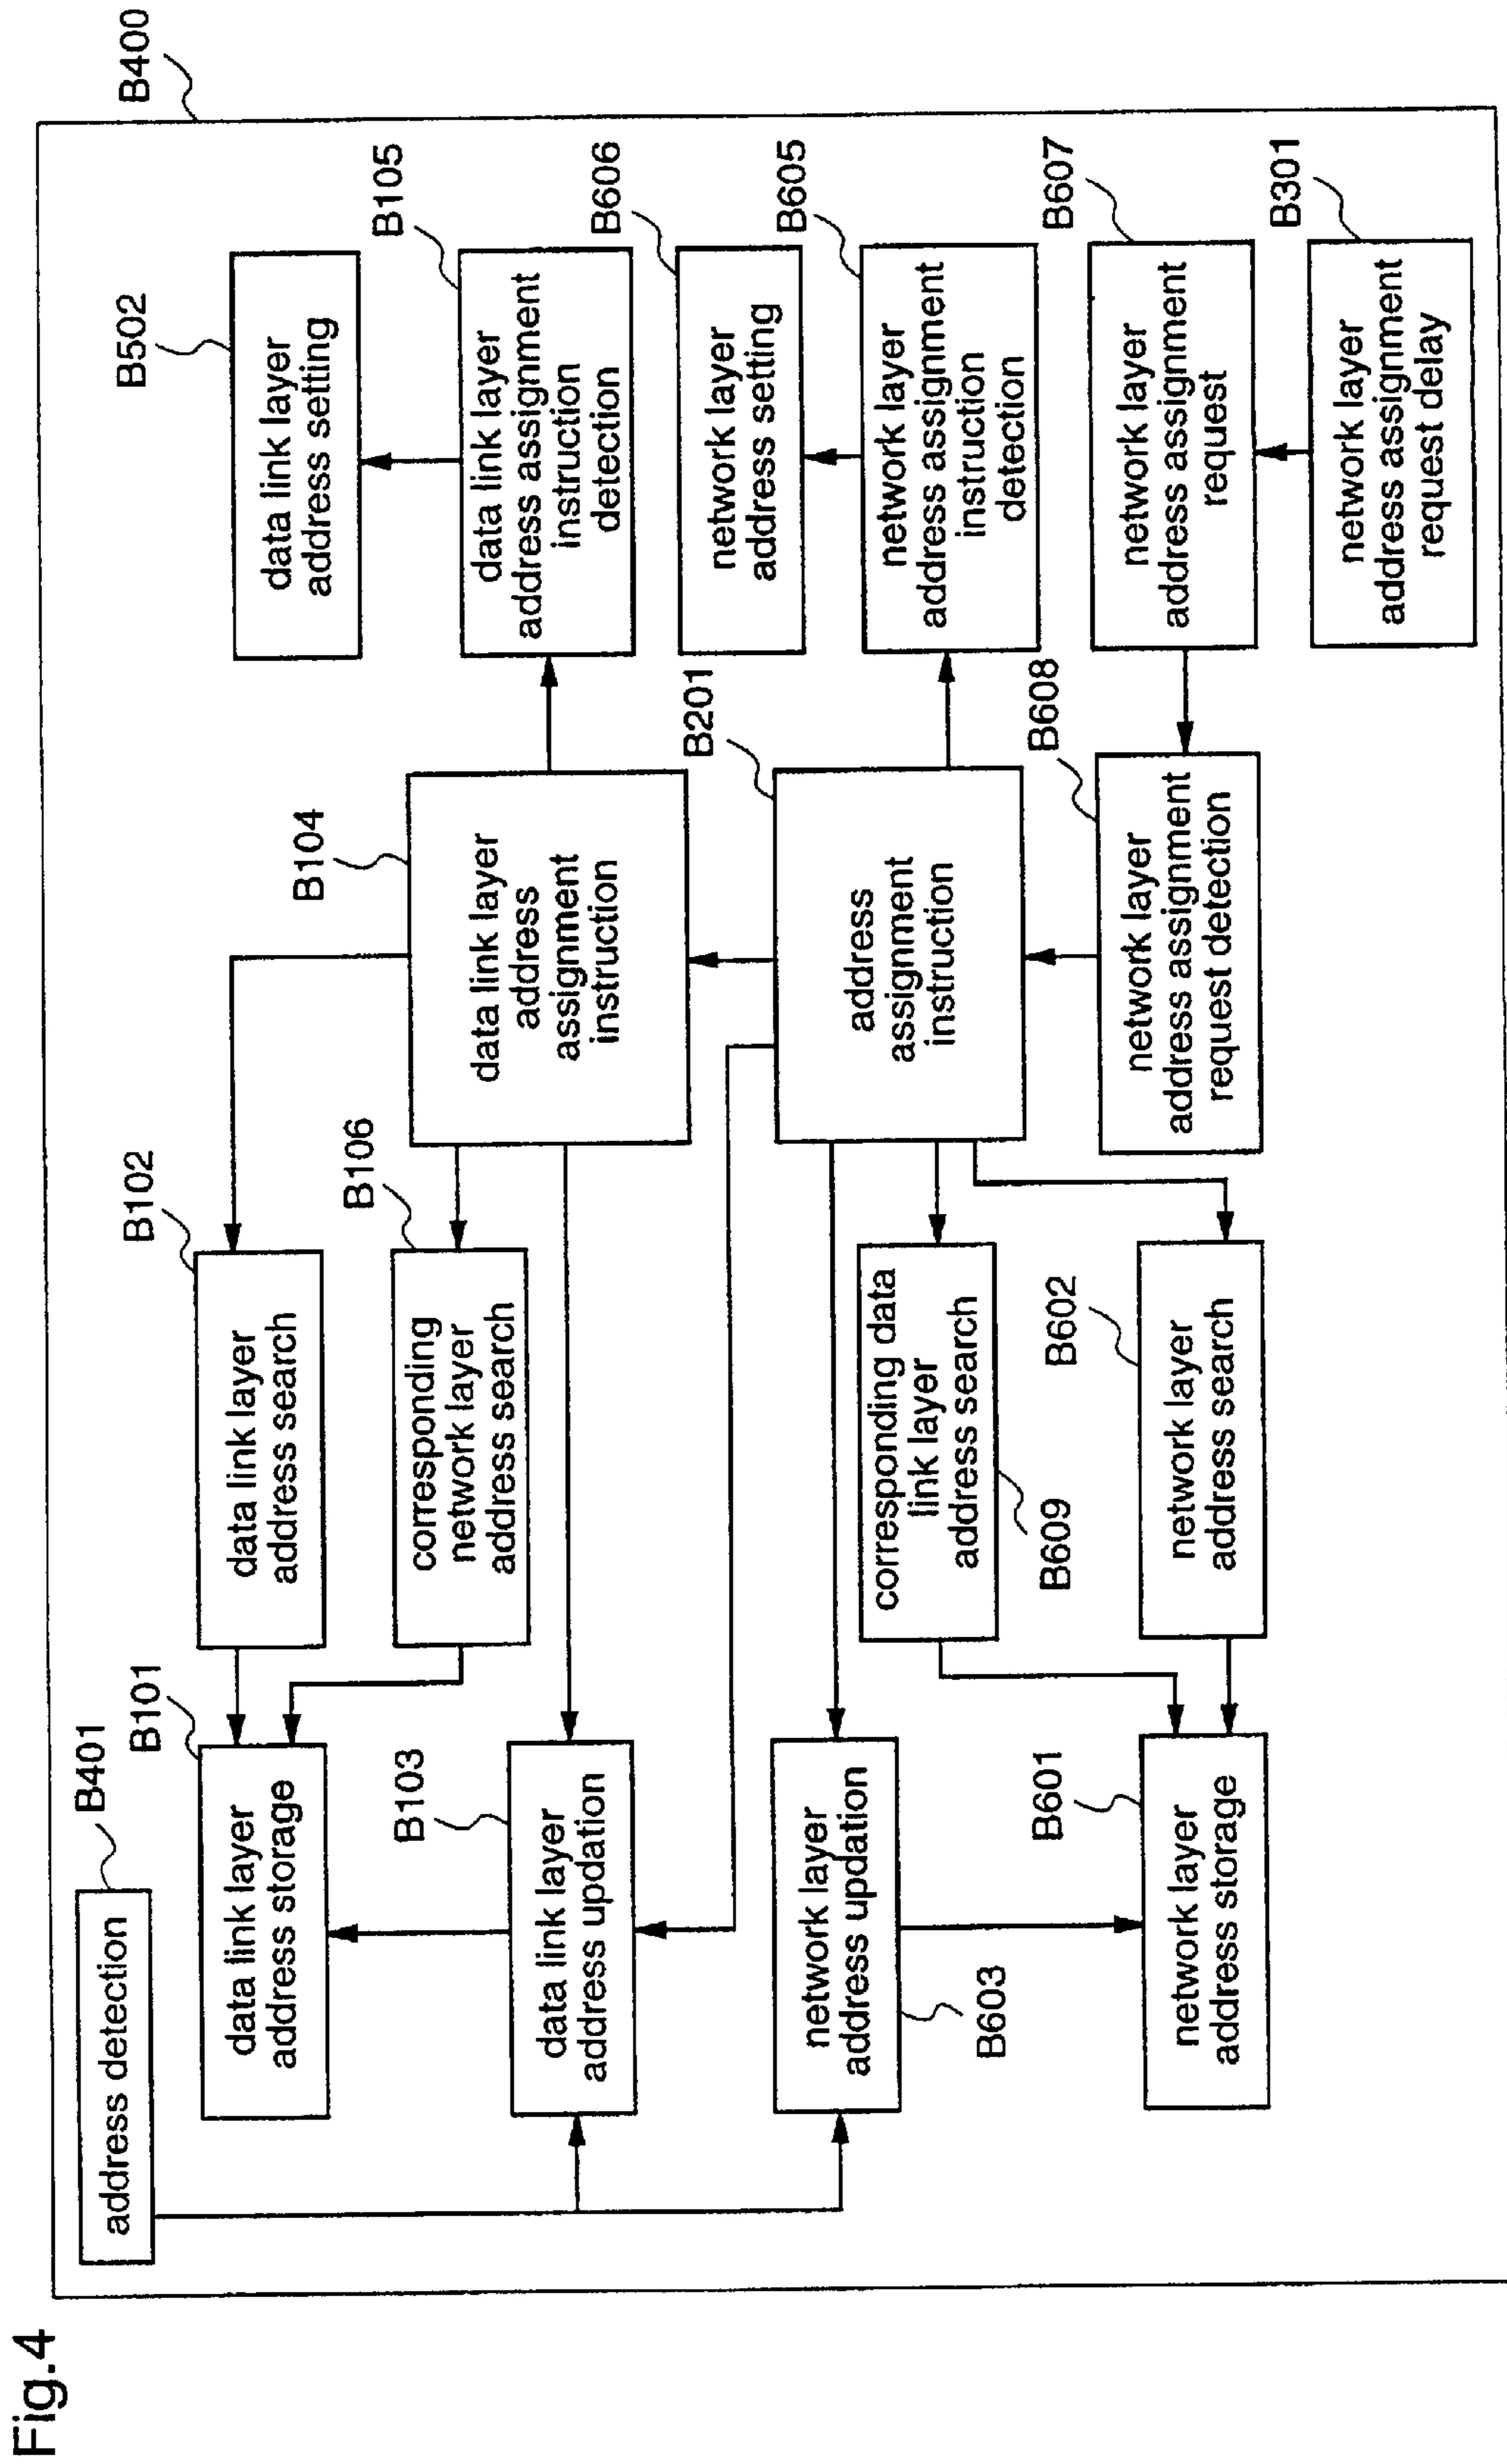 Fig.4
B400
address detection
B401
data link layer
address storage
B101
data link layer
address search
B102
data link layer
address setting
B502
corresponding
network layer
address search
B106
data link layer
address
assignment
instruction
B104
data link layer
address assignment
instruction
detection
B105
data link layer
address updation
B103
network layer
address setting
B606
network layer
address updation
B603
corresponding data
link layer
address search
B609
address
assignment
instruction
B201
network layer
address assignment
instruction
detection
B605
network layer
address storage
B601
network layer
address search
B602
network layer
address assignment
request detection
B608
network layer
address assignment
request
B607
network layer
address assignment
request delay
B301